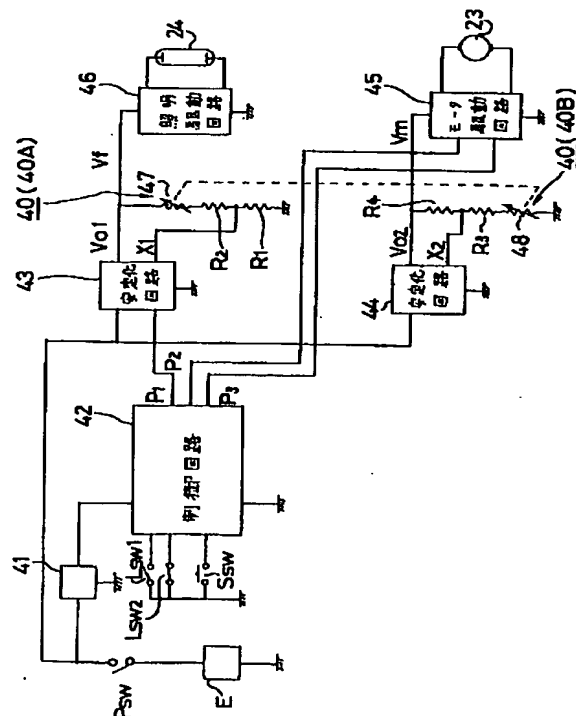 24
46
照明
駆動
回路
Vf
40 (40A)
47
Vo1
X1
R2
R1
43
安定化
回路
23
45
モータ
駆動
回路
Vm
40 (40B)
R4
R3
48
Vo2
X2
44
安定化
回路
P1
P2
P3
42
制御回路
41
Lsw1
Lsw2
Ssw
Psw
E